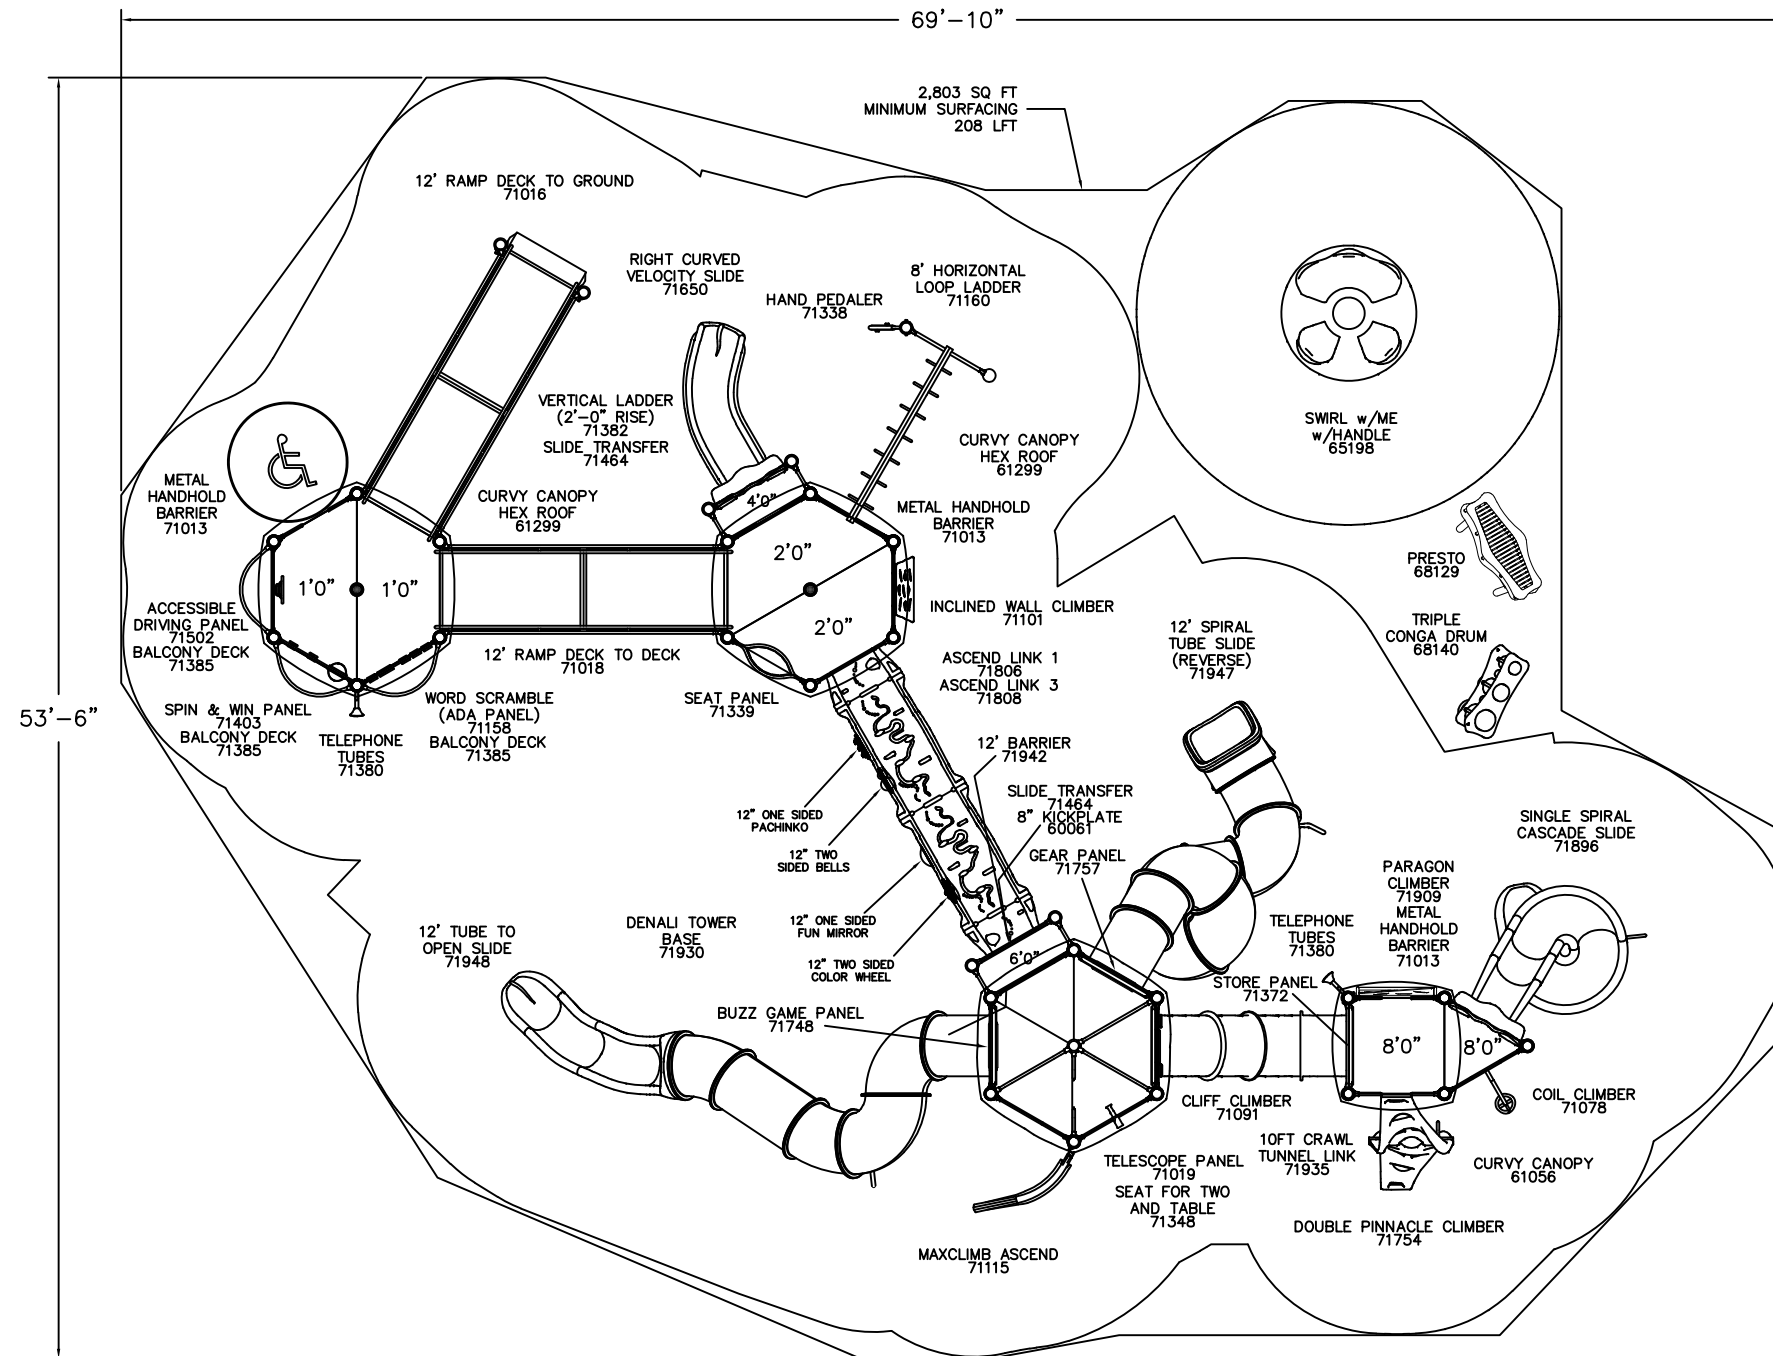 69'-10"
2,803 SQ FT
MINIMUM SURFACING
208 LFT
12' RAMP DECK TO GROUND
71016
RIGHT CURVED
VELOCITY SLIDE
71650
HAND PEDALER
71338
8' HORIZONTAL
LOOP LADDER
71160
VERTICAL LADDER
(2'-0" RISE)
71382
SLIDE TRANSFER
71464
CURVY CANOPY
HEX ROOF
61299
SWIRL w/ME
w/HANDLE
65198
METAL
HANDHOLD
BARRIER
71013
CURVY CANOPY
HEX ROOF
61299
4'0"
METAL HANDHOLD
BARRIER
71013
2'0"
2'0"
1'0"
1'0"
PRESTO
68129
ACCESSIBLE
DRIVING PANEL
71502
BALCONY DECK
71385
INCLINED WALL CLIMBER
71101
TRIPLE
CONGA DRUM
68140
12' SPIRAL
TUBE SLIDE
(REVERSE)
71947
12' RAMP DECK TO DECK
71018
ASCEND LINK 1
71806
ASCEND LINK 3
71808
SEAT PANEL
71339
53'-6"
SPIN & WIN PANEL
71403
BALCONY DECK
71385
TELEPHONE
TUBES
71380
WORD SCRAMBLE
(ADA PANEL)
71158
BALCONY DECK
71385
12' BARRIER
71942
SLIDE TRANSFER
71464
8" KICKPLATE
60061
12" ONE SIDED
PACHINKO
12" TWO
SIDED BELLS
GEAR PANEL
71757
SINGLE SPIRAL
CASCADE SLIDE
71896
PARAGON
CLIMBER
71909
METAL
HANDHOLD
BARRIER
71013
12' TUBE TO
OPEN SLIDE
71948
DENALI TOWER
BASE
71930
12" ONE SIDED
FUN MIRROR
12" TWO SIDED
COLOR WHEEL
TELEPHONE
TUBES
71380
6'0"
STORE PANEL
71372
BUZZ GAME PANEL
71748
8'0"
8'0"
CLIFF CLIMBER
71091
COIL CLIMBER
71078
10FT CRAWL
TUNNEL LINK
71935
CURVY CANOPY
61056
TELESCOPE PANEL
71019
SEAT FOR TWO
AND TABLE
71348
DOUBLE PINNACLE CLIMBER
71754
MAXCLIMB ASCEND
71115